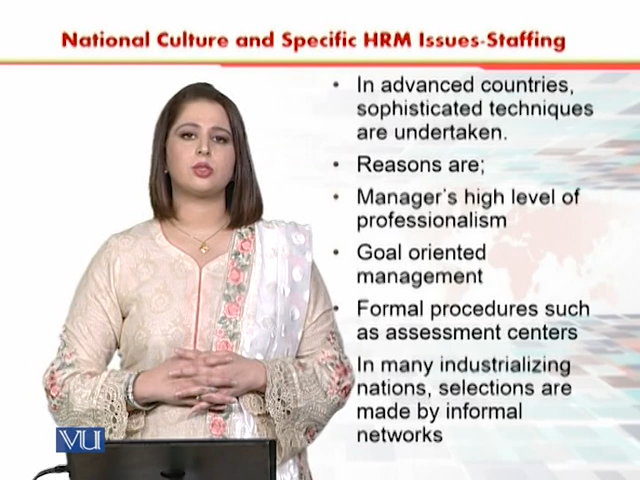 National Culture and Specific HRM Issues-Staffing
• In advanced countries,
sophisticated techniques
are undertaken.
• Reasons are;
• Manager's high level of
professionalism
• Goal oriented
management
• Formal procedures such
as assessment centers
In many industrializing
nations, selections are
made by informal
networks
VU